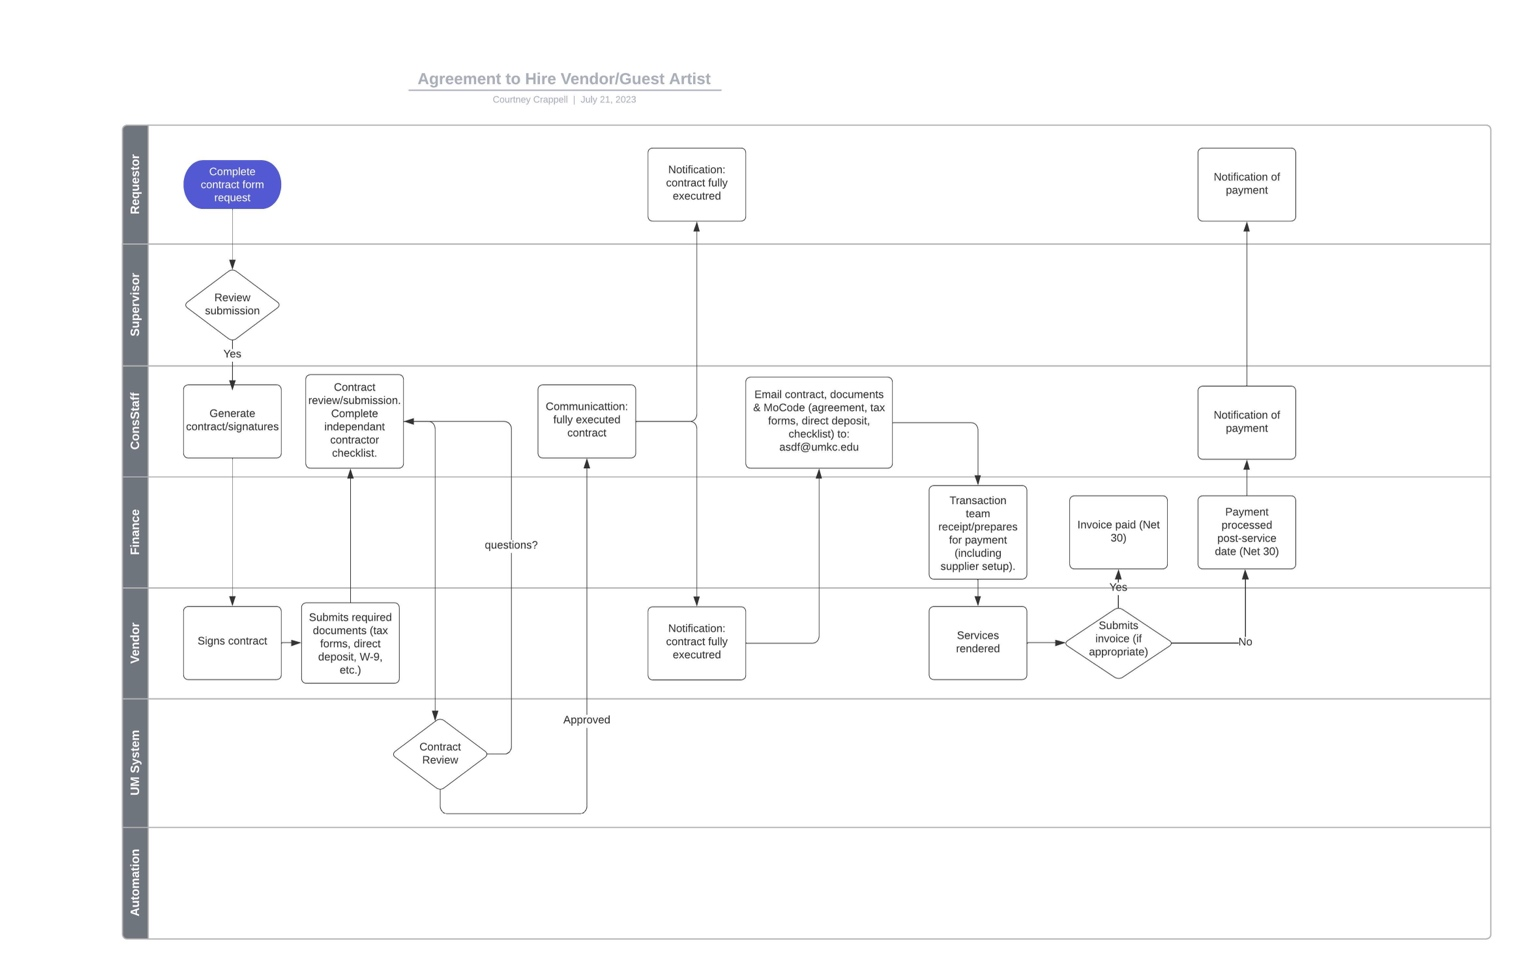 Agreement to Hire Vendor/Guest Artist
Courtney Crappell | July 21, 2023
Requestor
Complete
contract form
request
Notification:
contract fully
executred
Notification of
payment
Supervisor
Review
submission
Yes
ConsStaff
Generate
contract/signatures
Contract
review/submission.
Complete
independant
contractor
checklist.
Communicattion:
fully executed
contract
Email contract, documents
& MoCode (agreement, tax
forms, direct deposit,
checklist) to:
asdf@umkc.edu
Notification of
payment
Finance
questions?
Transaction
team
receipt/prepares
for payment
(including
supplier setup).
Invoice paid (Net
30)
Payment
processed
post-service
date (Net 30)
Yes
Vendor
Signs contract
Submits required
documents (tax
forms, direct
deposit, W-9,
etc.)
Notification:
contract fully
executred
Services
rendered
Submits
invoice (if
appropriate)
No
UM System
Approved
Contract
Review
Automation